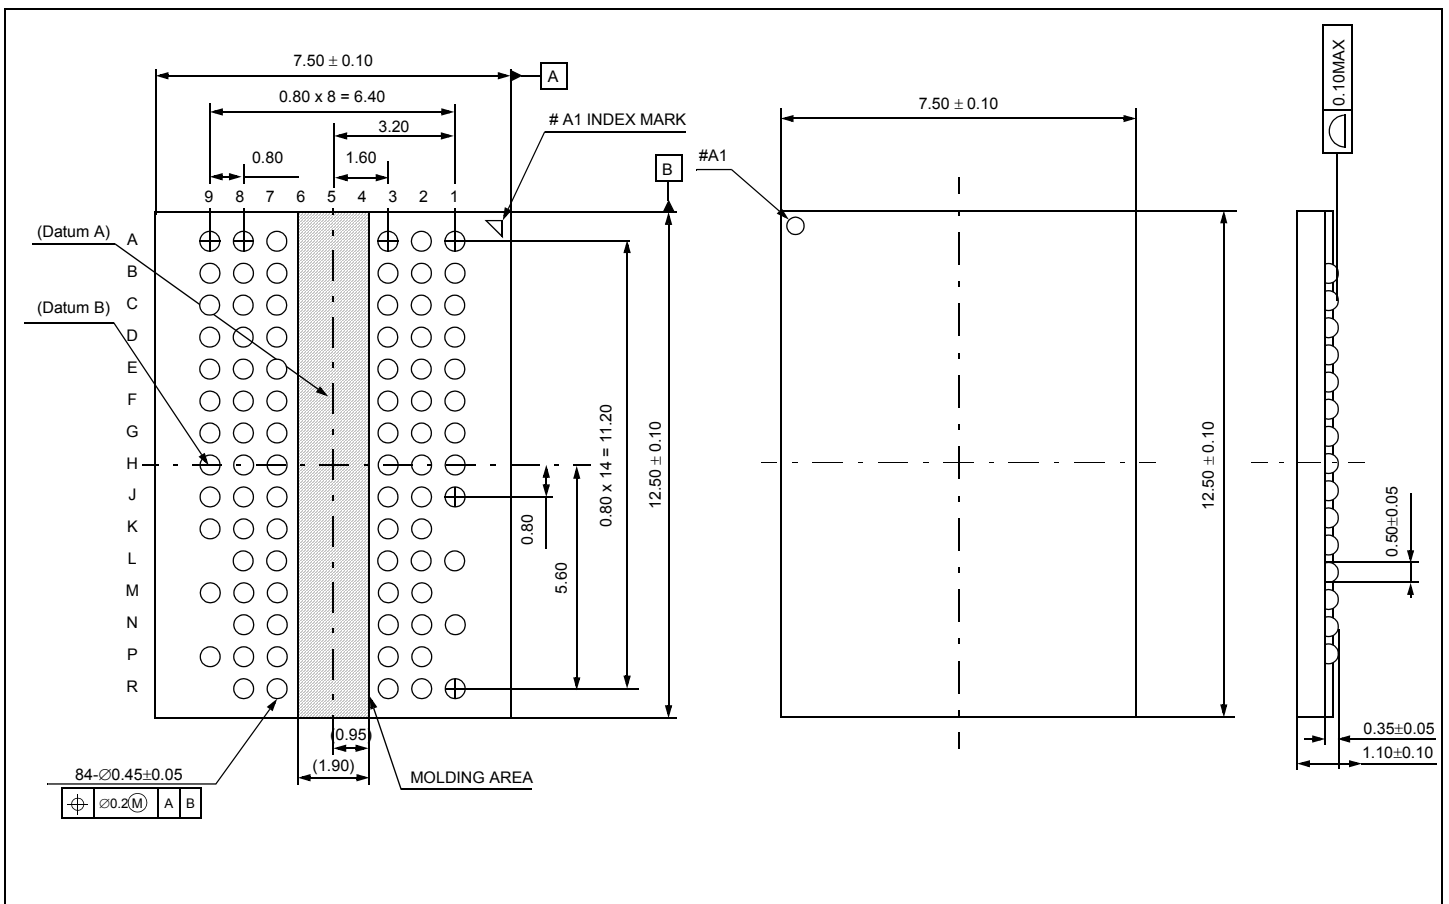 7.50 ± 0.10
A
0.80 x 8 = 6.40
3.20
# A1 INDEX MARK
0.80
1.60
B
9 8 7 6 5 4 3 2 1
(Datum A)
(Datum B)
A
B
C
D
E
F
G
H
J
K
L
M
N
P
R
0.80
5.60
0.80 x 14 = 11.20
12.50 ± 0.10
(0.95)
(1.90)
MOLDING AREA
84-∅0.45±0.05
∅0.2Ⓜ A B
7.50 ± 0.10
#A1
12.50 ± 0.10
0.10MAX
0.50±0.05
0.35±0.05
1.10±0.10